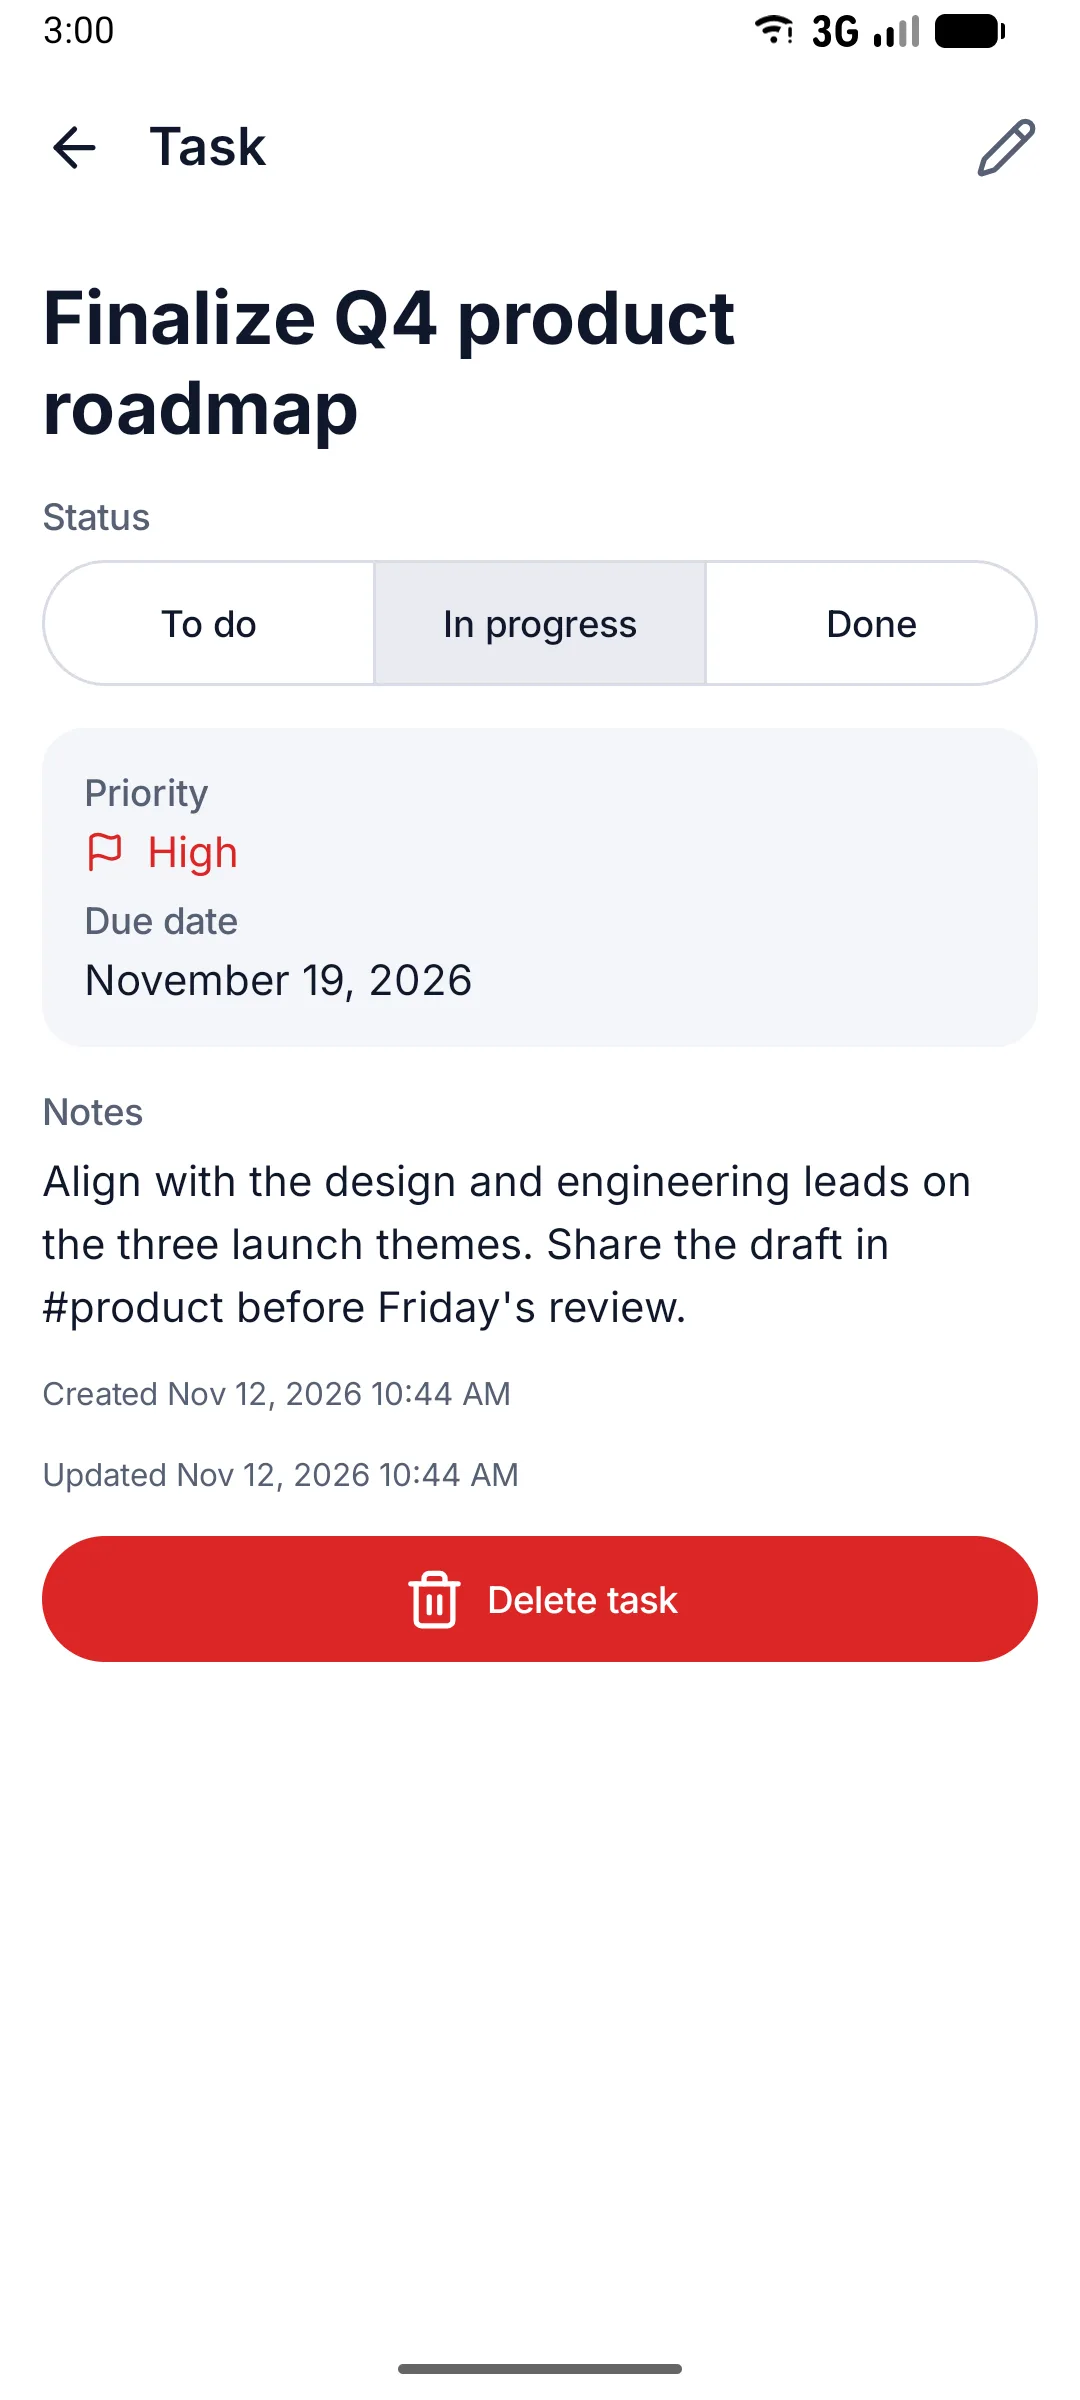 3:00
3G
Task
Finalize Q4 product
roadmap
Status
To do
In progress
Done
Priority
High
Due date
November 19, 2026
Notes
Align with the design and engineering leads on
the three launch themes. Share the draft in
#product before Friday's review.
Created Nov 12, 2026 10:44 AM
Updated Nov 12, 2026 10:44 AM
Delete task